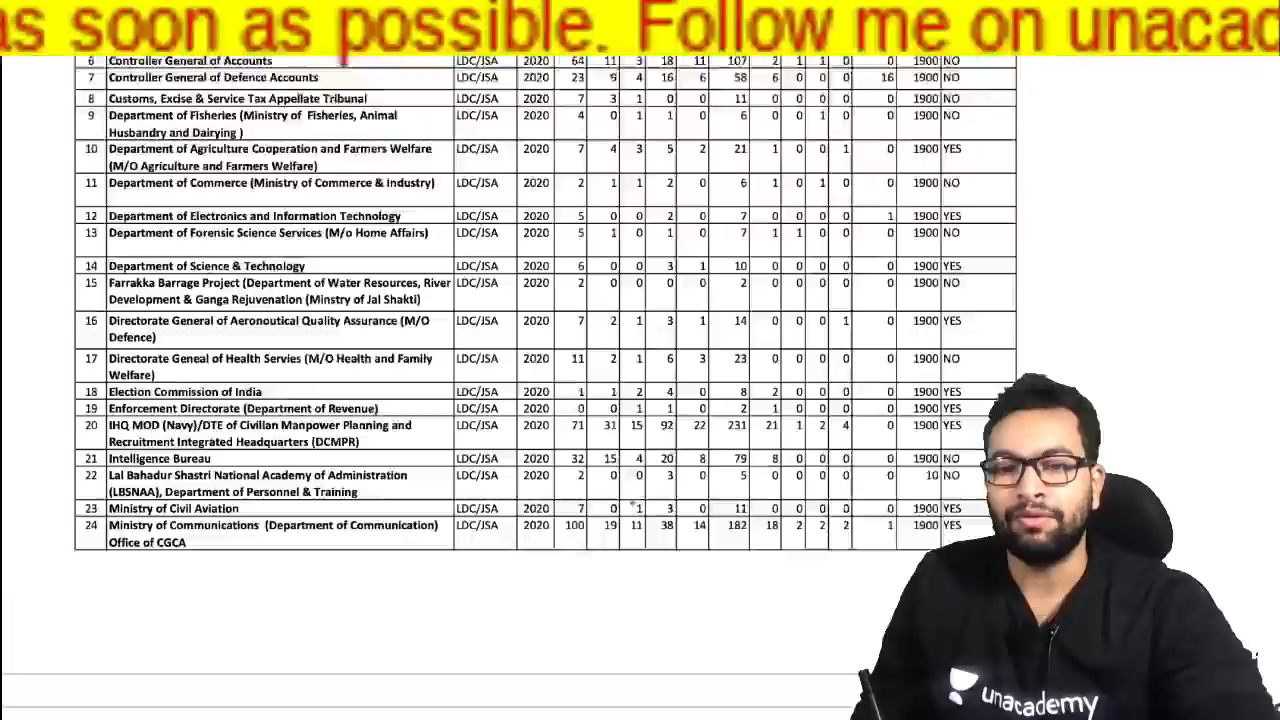 as soon as possible. Follow me on unacad
6 Controller General of Accounts LDC/JSA 2020 64 11 3 18 11 107 2 1 1 0 0 1900 NO
7 Controller General of Defence Accounts LDC/JSA 2020 23 9 4 16 6 58 6 0 0 0 16 1900 NO
8 Customs, Excise & Service Tax Appellate Tribunal LDC/JSA 2020 7 3 1 0 0 11 0 0 0 0 0 1900 NO
9 Department of Fisheries (Ministry of Fisheries, Animal LDC/JSA 2020 4 0 1 1 0 6 0 0 1 0 0 1900 NO
Husbandry and Dairying )
10 Department of Agriculture Cooperation and Farmers Welfare LDC/JSA 2020 7 4 3 5 2 21 1 0 0 1 0 1900 YES
(M/O Agriculture and Farmers Welfare)
11 Department of Commerce (Ministry of Commerce & Industry) LDC/JSA 2020 2 1 1 2 0 6 1 0 1 0 0 1900 NO
12 Department of Electronics and Information Technology LDC/JSA 2020 5 0 0 2 0 7 0 0 0 0 1 1900 YES
13 Department of Forensic Science Services (M/o Home Affairs) LDC/JSA 2020 5 1 0 1 0 7 1 1 0 0 0 1900 NO
14 Department of Science & Technology LDC/JSA 2020 6 0 0 3 1 10 0 0 0 0 0 1900 YES
15 Farrakka Barrage Project (Department of Water Resources, River LDC/JSA 2020 2 0 0 0 0 2 0 0 0 0 0 1900 NO
Development & Ganga Rejuvenation (Minstry of Jal Shakti)
16 Directorate General of Aeronoutical Quality Assurance (M/O LDC/JSA 2020 7 2 1 3 1 14 0 0 0 1 0 1900 YES
Defence)
17 Directorate Geneal of Health Servies (M/O Health and Family LDC/JSA 2020 11 2 1 6 3 23 0 0 0 0 0 1900 NO
Welfare)
18 Election Commission of India LDC/JSA 2020 1 1 2 4 0 8 2 0 0 0 0 1900 YES
19 Enforcement Directorate (Department of Revenue) LDC/JSA 2020 0 0 1 1 0 2 1 0 0 0 0 1900 YES
20 IHQ MOD (Navy)/DTE of Civilian Manpower Planning and LDC/JSA 2020 71 31 15 92 22 231 21 1 2 4 0 1900 YES
Recruitment Integrated Headquarters (DCMPR)
21 Intelligence Bureau LDC/JSA 2020 32 15 4 20 8 79 8 0 0 0 0 1900 NO
22 Lal Bahadur Shastri National Academy of Administration LDC/JSA 2020 2 0 0 3 0 5 0 0 0 0 0 10 NO
(LBSNAA), Department of Personnel & Training
23 Ministry of Civil Aviation LDC/JSA 2020 7 0 1 3 0 11 0 0 0 0 0 1900 YES
24 Ministry of Communications (Department of Communication) LDC/JSA 2020 100 19 11 38 14 182 18 2 2 2 1 1900 YES
Office of CGCA
unacademy